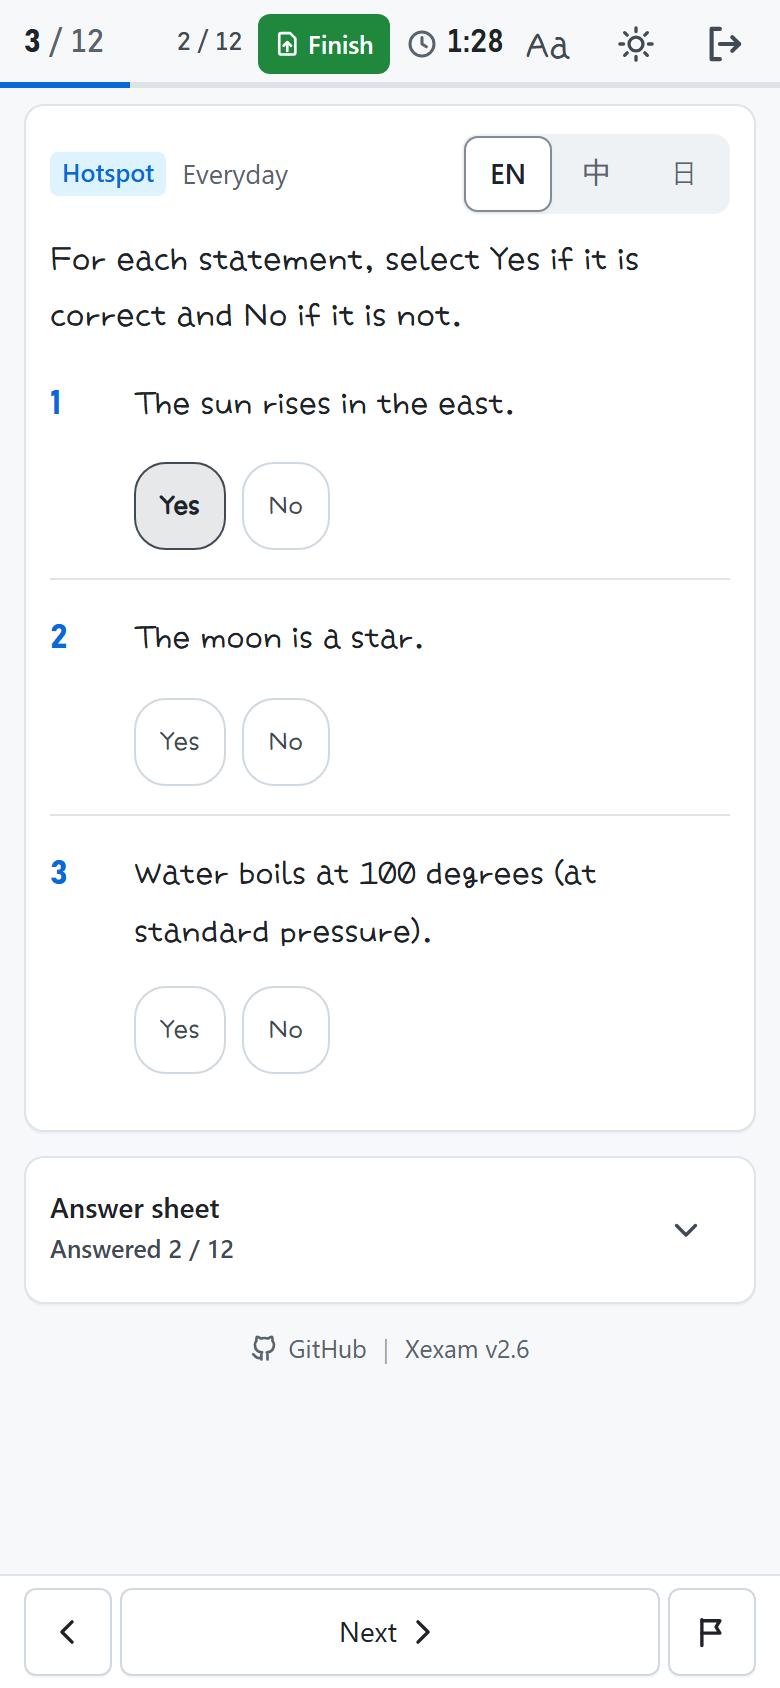 3 / 12 2 / 12 Finish 1:28 Aa
Hotspot Everyday EN 中 日
For each statement, select Yes if it is
correct and No if it is not.
1 The sun rises in the east.
Yes No
2 The moon is a star.
Yes No
3 Water boils at 100 degrees (at
standard pressure).
Yes No
Answer sheet
Answered 2 / 12
GitHub | Xexam v2.6
Next